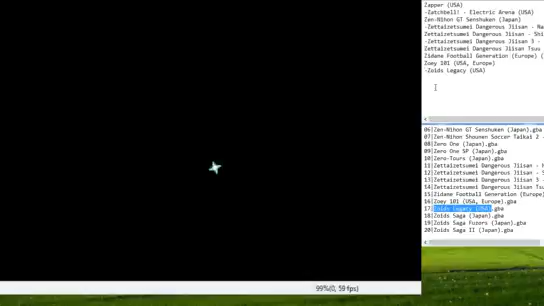 Zapper (USA)
-Zatchbell! - Electric Arena (USA)
Zen-Nihon GT Senshuken (Japan)
-Zettaizetsumei Dangerous Jiisan - Na
Zettaizetsumei Dangerous Jiisan - Shi
-Zettaizetsumei Dangerous Jiisan 3 -
Zettaizetsumei Dangerous Jiisan Tsuu
Zidane Football Generation (Europe) (
Zoey 101 (USA, Europe)
-Zoids Legacy (USA)
06|Zen-Nihon GT Senshuken (Japan).gba
07|Zen-Nihon Shounen Soccer Taikai 2 -
08|Zero One (Japan).gba
09|Zero One SP (Japan).gba
10|Zero-Tours (Japan).gba
11|Zettaizetsumei Dangerous Jiisan -
12|Zettaizetsumei Dangerous Jiisan - S
13|Zettaizetsumei Dangerous Jiisan 3 -
14|Zettaizetsumei Dangerous Jiisan Tsu
15|Zidane Football Generation (Europe)
16|Zoey 101 (USA, Europe).gba
17|Zoids Legacy (USA).gba
18|Zoids Saga (Japan).gba
19|Zoids Saga Fuzors (Japan).gba
20|Zoids Saga II (Japan).gba
99%(0, 59 fps)